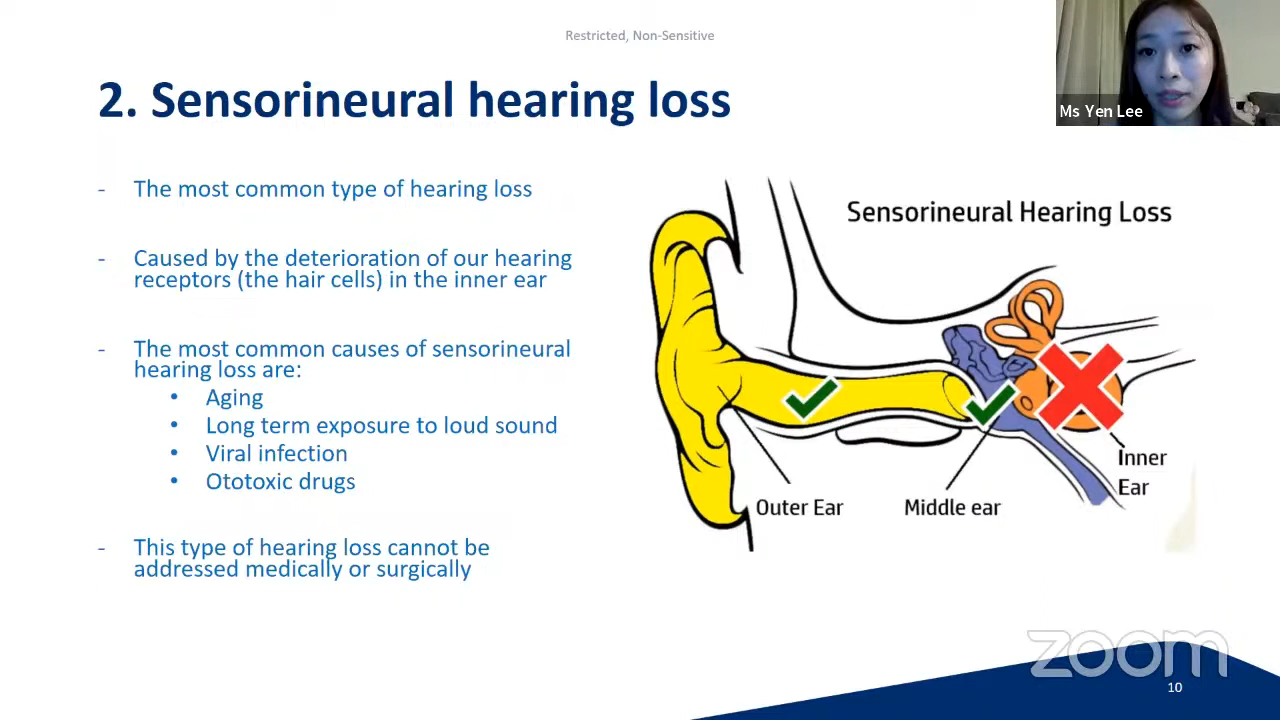 Restricted, Non-Sensitive
Ms Yen Lee
2. Sensorineural hearing loss
- The most common type of hearing loss
- Caused by the deterioration of our hearing
receptors (the hair cells) in the inner ear
- The most common causes of sensorineural
hearing loss are:
• Aging
• Long term exposure to loud sound
• Viral infection
• Ototoxic drugs
- This type of hearing loss cannot be
addressed medically or surgically
Sensorineural Hearing Loss
Outer Ear
Middle ear
Inner
Ear
zoom
10